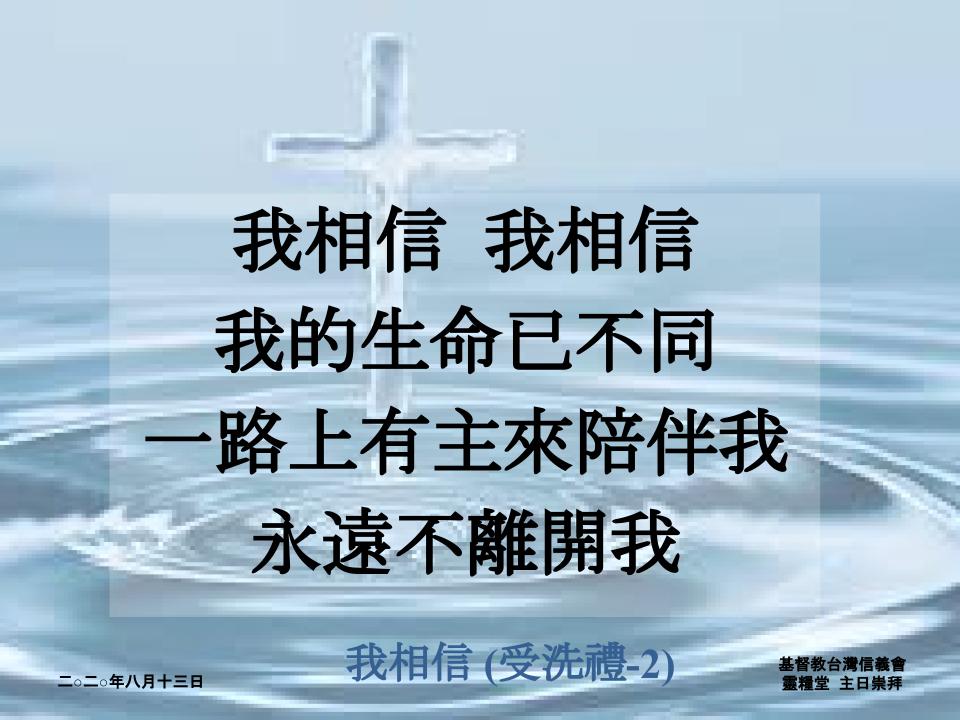 我相信 我相信
我的生命已不同
一路上有主來陪伴我
永遠不離開我
我相信 (受洗禮-2)
二○二○年八月十三日
基督教台灣信義會
靈糧堂 主日崇拜